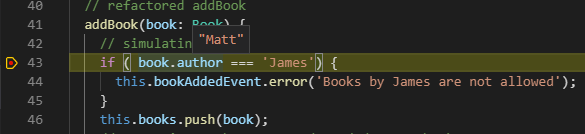 40 // refactored addBook
41 addBook(book: Book) {
"Matt"
42 // simulatin
43 if ( book.author === 'James') {
44 this.bookAddedEvent.error('Books by James are not allowed');
45 }
46 this.books.push(book);